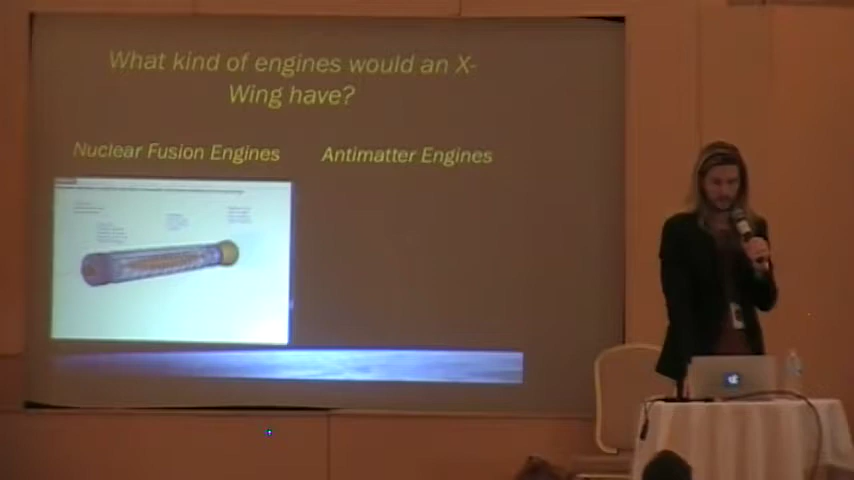 What kind of engines would an X-
Wing have?
Nuclear Fusion Engines
Antimatter Engines